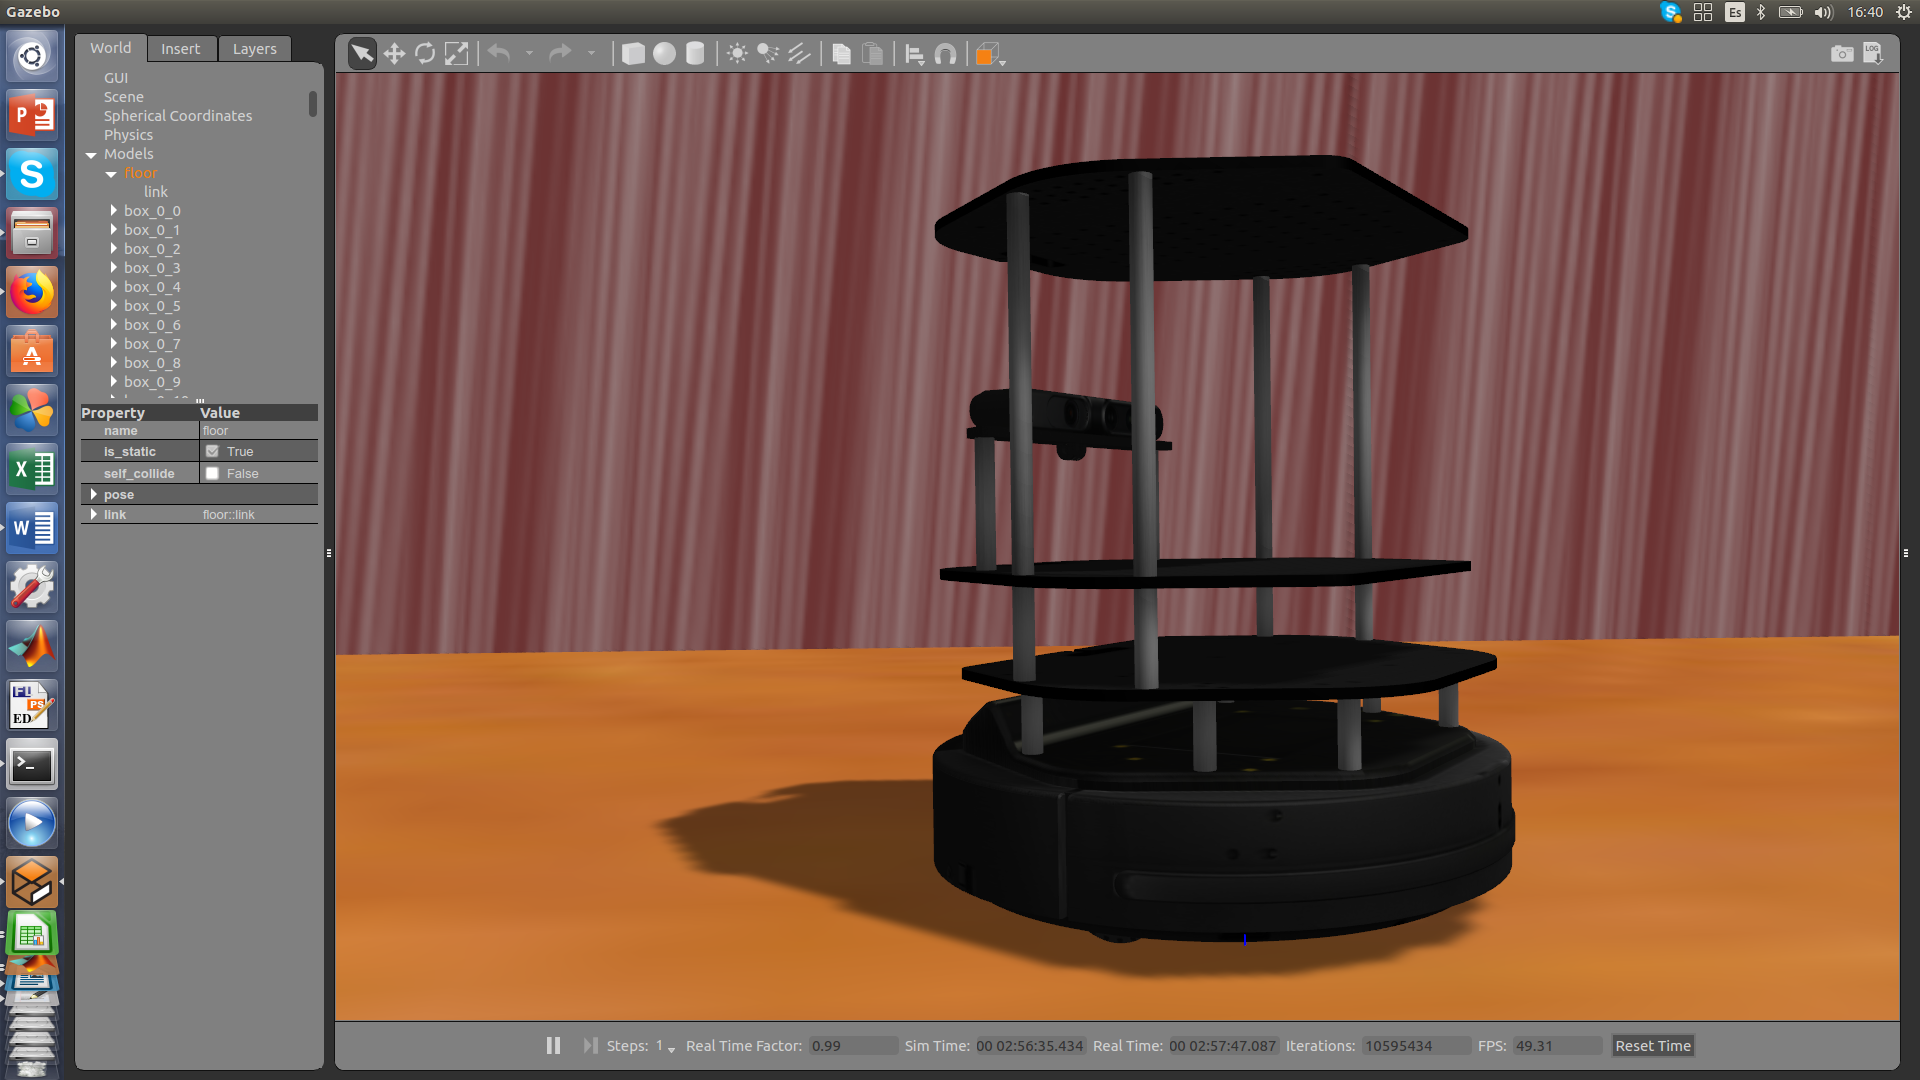 Gazebo
Es
16:40
World
Insert
Layers
LOG
GUI
Scene
Spherical Coordinates
Physics
Models
floor
link
box_0_0
box_0_1
box_0_2
box_0_3
box_0_4
box_0_5
box_0_6
box_0_7
box_0_8
box_0_9
Property Value
name floor
is_static True
self_collide False
pose
link floor::link
Steps: 1 Real Time Factor: 0.99 Sim Time: 00 02:56:35.434 Real Time: 00 02:57:47.087 Iterations: 10595434 FPS: 49.31 Reset Time